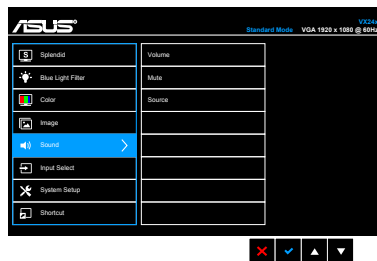 ASUS
VX24x
Standard Mode VGA 1920 x 1080 @ 60Hz
S Splendid
Volume
Blue Light Filter
Mute
Color
Source
Image
Sound
Input Select
System Setup
Shortcut